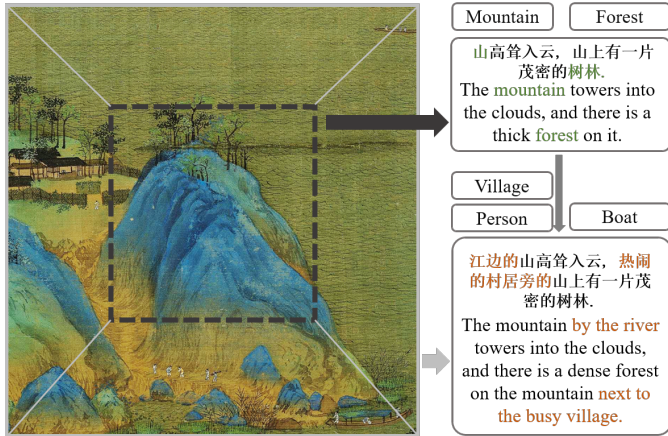 Mountain
Forest
山高耸入云，山上有一片
茂密的树林.
The mountain towers into
the clouds, and there is a
thick forest on it.
Village
Person
Boat
江边的山高耸入云，热闹
的村居旁的山上有一片茂
密的树林.
The mountain by the river
towers into the clouds,
and there is a dense forest
on the mountain next to
the busy village.